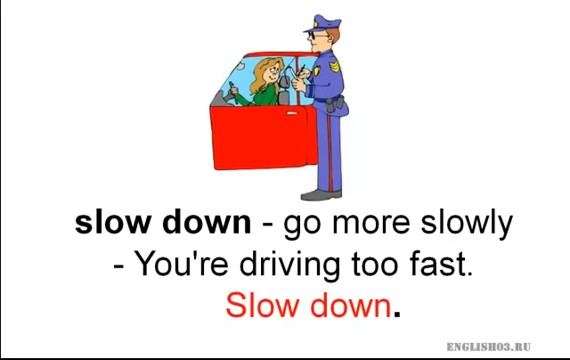 slow down - go more slowly
- You're driving too fast.
Slow down.
ENGLISH03.RU